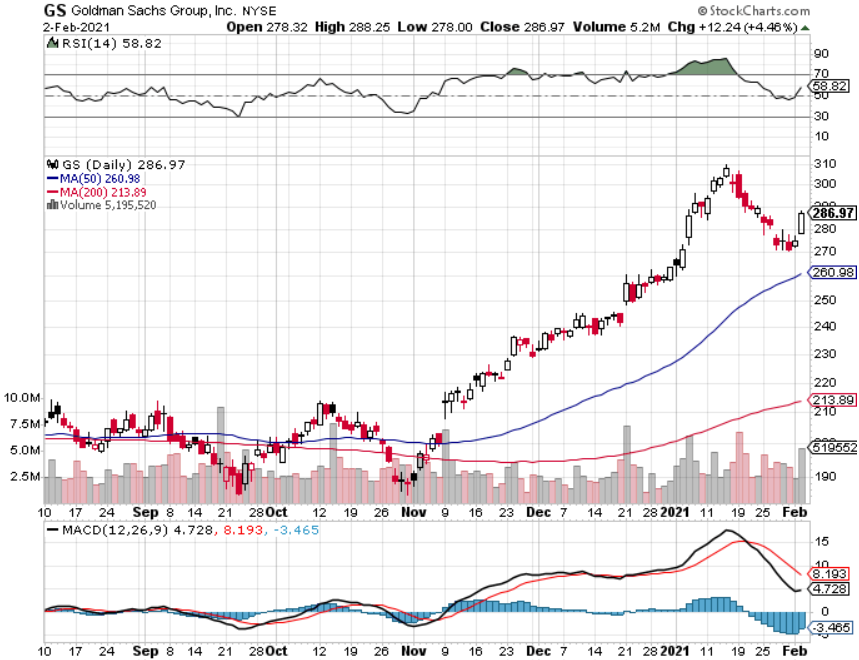 GS Goldman Sachs Group, Inc. NYSE © StockCharts.com
2-Feb-2021 Open 278.32 High 288.25 Low 278.00 Close 286.97 Volume 5.2M Chg +12.24 (+4.46%)
RSI(14) 58.82
90
70
58.82
50
30
10
GS (Daily) 286.97
MA(50) 260.98
MA(200) 213.89
Volume 5,195,520
310
300
286.97
280
270
260.98
250
240
230
220
213.89
210
200
190
10.0M
7.5M
5.0M
2.5M
5195520
10 17 24 Sep 8 14 21 28 Oct 12 19 26 Nov 9 16 23 Dec 7 14 21 28 2021 11 19 25 Feb
MACD(12,26,9) 4.728, 8.193, -3.465
15
10
8.193
4.728
0
-3.465
-5
10 17 24 Sep 8 14 21 28 Oct 12 19 26 Nov 9 16 23 Dec 7 14 21 28 2021 11 19 25 Feb